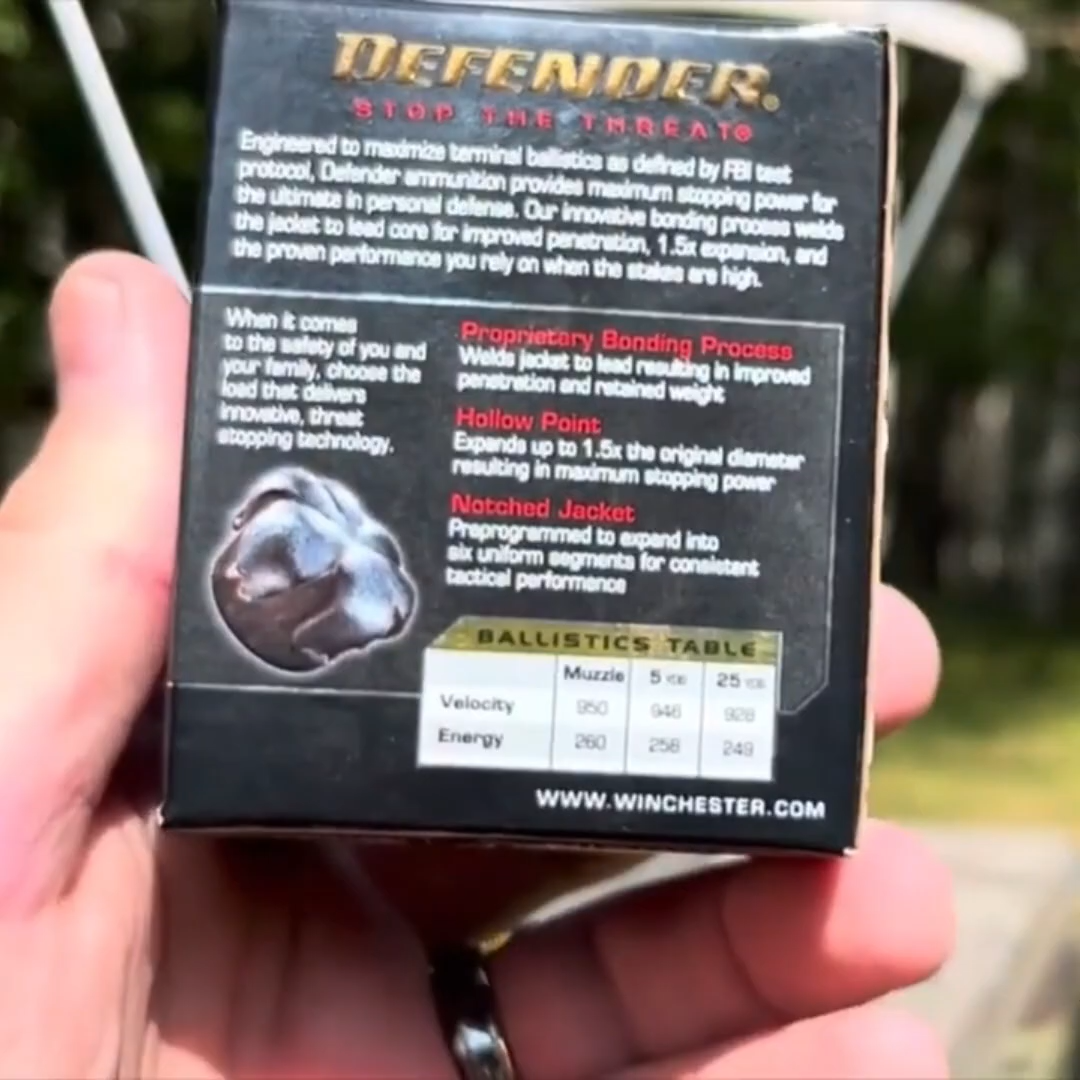 DEFENDER®
STOP THE THREAT®
Engineered to maximize terminal ballistics as defined by FBI test
protocol, Defender ammunition provides maximum stopping power for
the ultimate in personal defense. Our innovative bonding process welds
the jacket to lead core for improved penetration, 1.5x expansion, and
the proven performance you rely on when the stakes are high.
When it comes
to the safety of you and
your family, choose the
load that delivers
innovative, threat
stopping technology.
Proprietary Bonding Process
Welds jacket to lead resulting in improved
penetration and retained weight
Hollow Point
Expands up to 1.5x the original diameter
resulting in maximum stopping power
Notched Jacket
Preprogrammed to expand into
six uniform segments for consistent
tactical performance
BALLISTICS TABLE
Muzzle 5 YDS 25 YDS
Velocity 950 946 928
Energy 260 258 249
WWW.WINCHESTER.COM